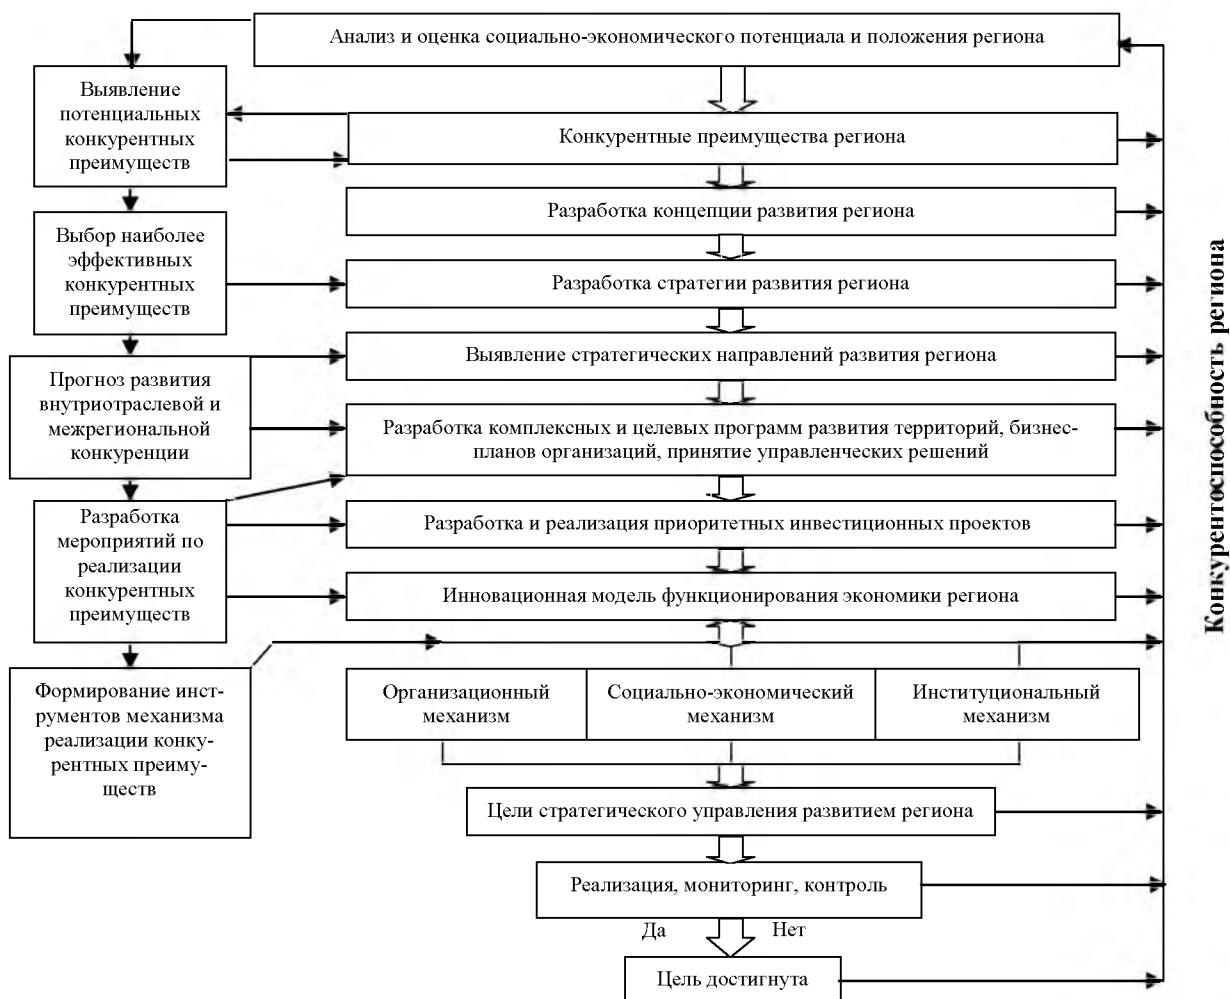 Анализ и оценка социально-экономического потенциала и положения региона
Выявление
потенциальных
конкурентных
преимуществ
Конкурентные преимущества региона
Разработка концепции развития региона
Выбор наиболее
эффективных
конкурентных
преимуществ
Разработка стратегии развития региона
Выявление стратегических направлений развития региона
Прогноз развития
внутриотраслевой и
межрегиональной
конкуренции
Разработка комплексных и целевых программ развития территорий, бизнес-
планов организаций, принятие управленческих решений
Разработка
мероприятий по
реализации
конкурентных
преимуществ
Разработка и реализация приоритетных инвестиционных проектов
Инновационная модель функционирования экономики региона
Формирование инст-
рументов механизма
реализации конку-
рентных преиму-
ществ
Организационный
механизм
Социально-экономический
механизм
Институциональный
механизм
Цели стратегического управления развитием региона
Реализация, мониторинг, контроль
Да
Нет
Цель достигнута
Конкурентоспособность региона